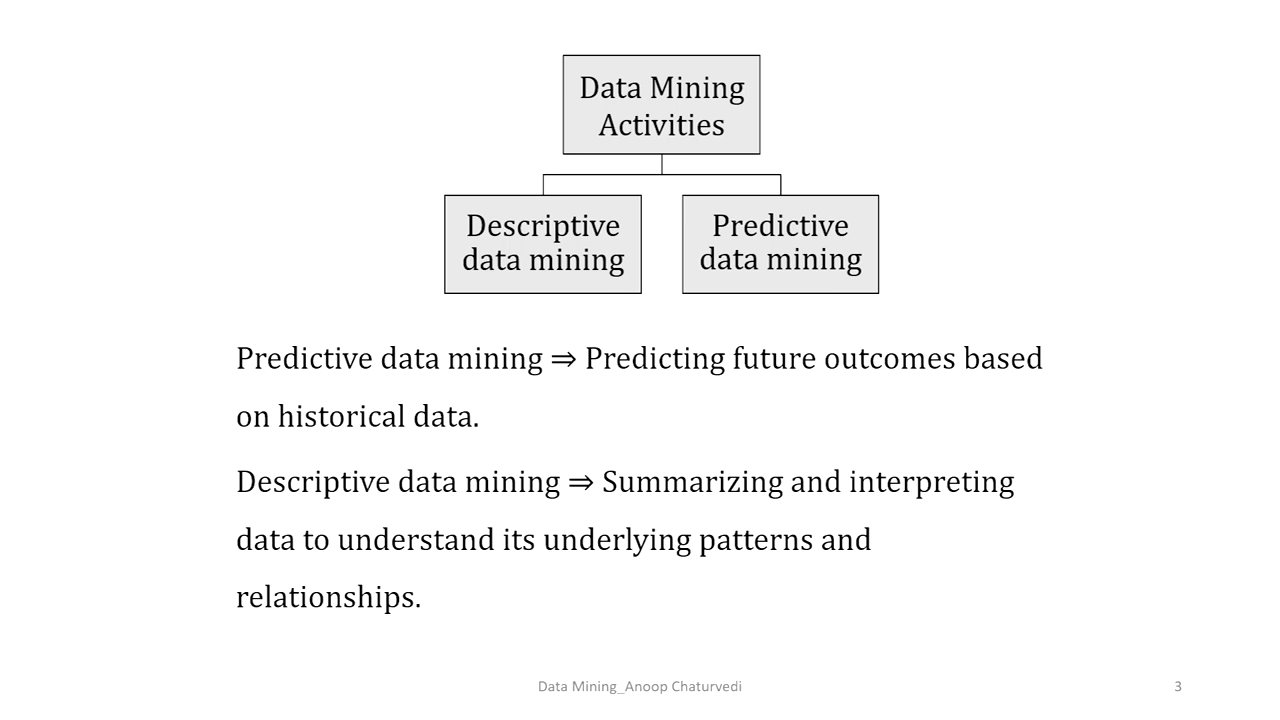 Data Mining
Activities
Descriptive
data mining
Predictive
data mining
Predictive data mining ⇒ Predicting future outcomes based
on historical data.
Descriptive data mining ⇒ Summarizing and interpreting
data to understand its underlying patterns and
relationships.
Data Mining_Anoop Chaturvedi
3